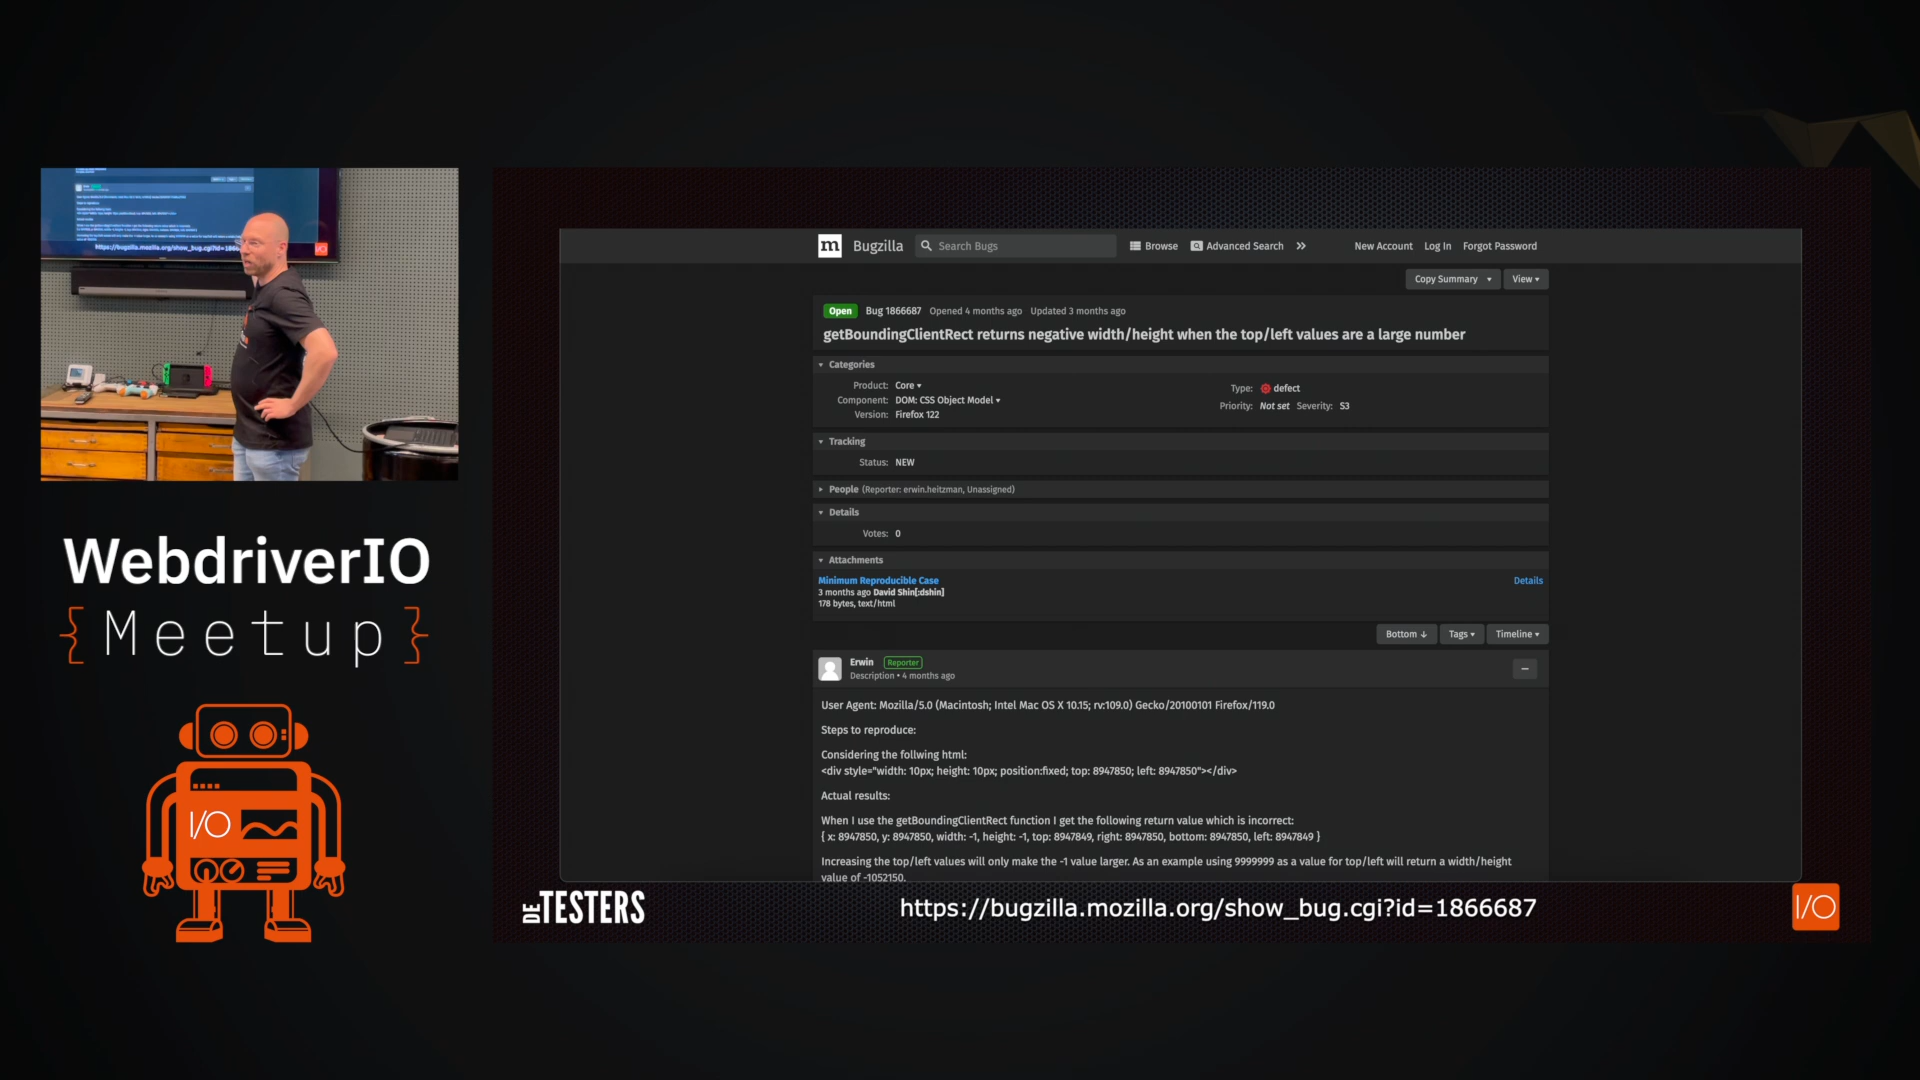 https://bugzilla.mozilla.org/show_bug.cgi?id=1866
I/O
WebdriverIO
{Meetup}
I/O
m Bugzilla Search Bugs Browse Advanced Search » New Account Log In Forgot Password
Copy Summary ▾ View ▾
Open Bug 1866687 Opened 4 months ago Updated 3 months ago
getBoundingClientRect returns negative width/height when the top/left values are a large number
▾ Categories
Product: Core ▾
Component: DOM: CSS Object Model ▾
Version: Firefox 122
Type: defect
Priority: Not set Severity: S3
▾ Tracking
Status: NEW
▸ People (Reporter: erwin.heitzman, Unassigned)
▾ Details
Votes: 0
▾ Attachments
Minimum Reproducible Case Details
3 months ago David Shin[:dshin]
178 bytes, text/html
Bottom ↓ Tags ▾ Timeline ▾
Erwin Reporter
Description • 4 months ago
User Agent: Mozilla/5.0 (Macintosh; Intel Mac OS X 10.15; rv:109.0) Gecko/20100101 Firefox/119.0
Steps to reproduce:
Considering the follwing html:
<div style="width: 10px; height: 10px; position:fixed; top: 8947850; left: 8947850"></div>
Actual results:
When I use the getBoundingClientRect function I get the following return value which is incorrect:
{ x: 8947850, y: 8947850, width: -1, height: -1, top: 8947849, right: 8947850, bottom: 8947850, left: 8947849 }
Increasing the top/left values will only make the -1 value larger. As an example using 9999999 as a value for top/left will return a width/height
value of -1052150.
DE TESTERS
https://bugzilla.mozilla.org/show_bug.cgi?id=1866687
I/O